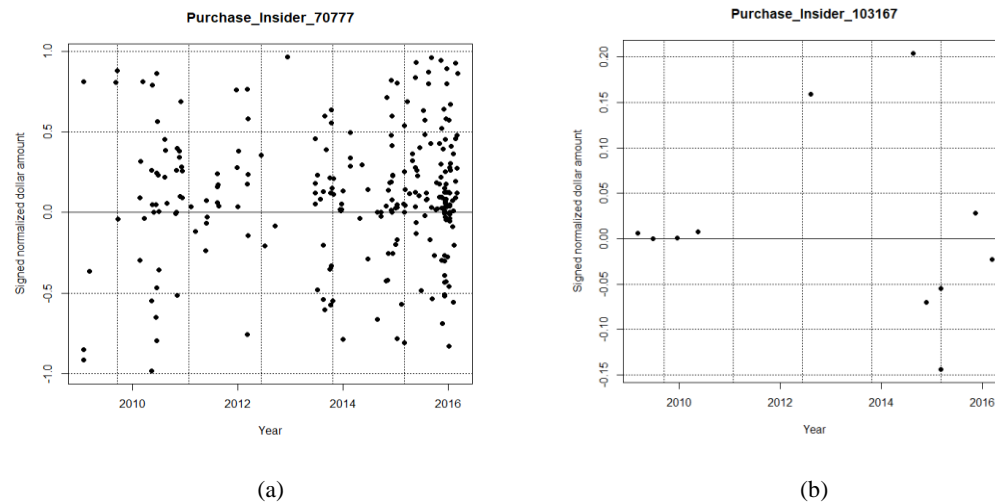 Purchase_Insider_70777
Signed normalized dollar amount
1.0
0.5
0.0
-0.5
-1.0
2010 2012 2014 2016
Year
(a)
Purchase_Insider_103167
Signed normalized dollar amount
0.20
0.15
0.10
0.05
0.00
-0.05
-0.10
-0.15
2010 2012 2014 2016
Year
(b)